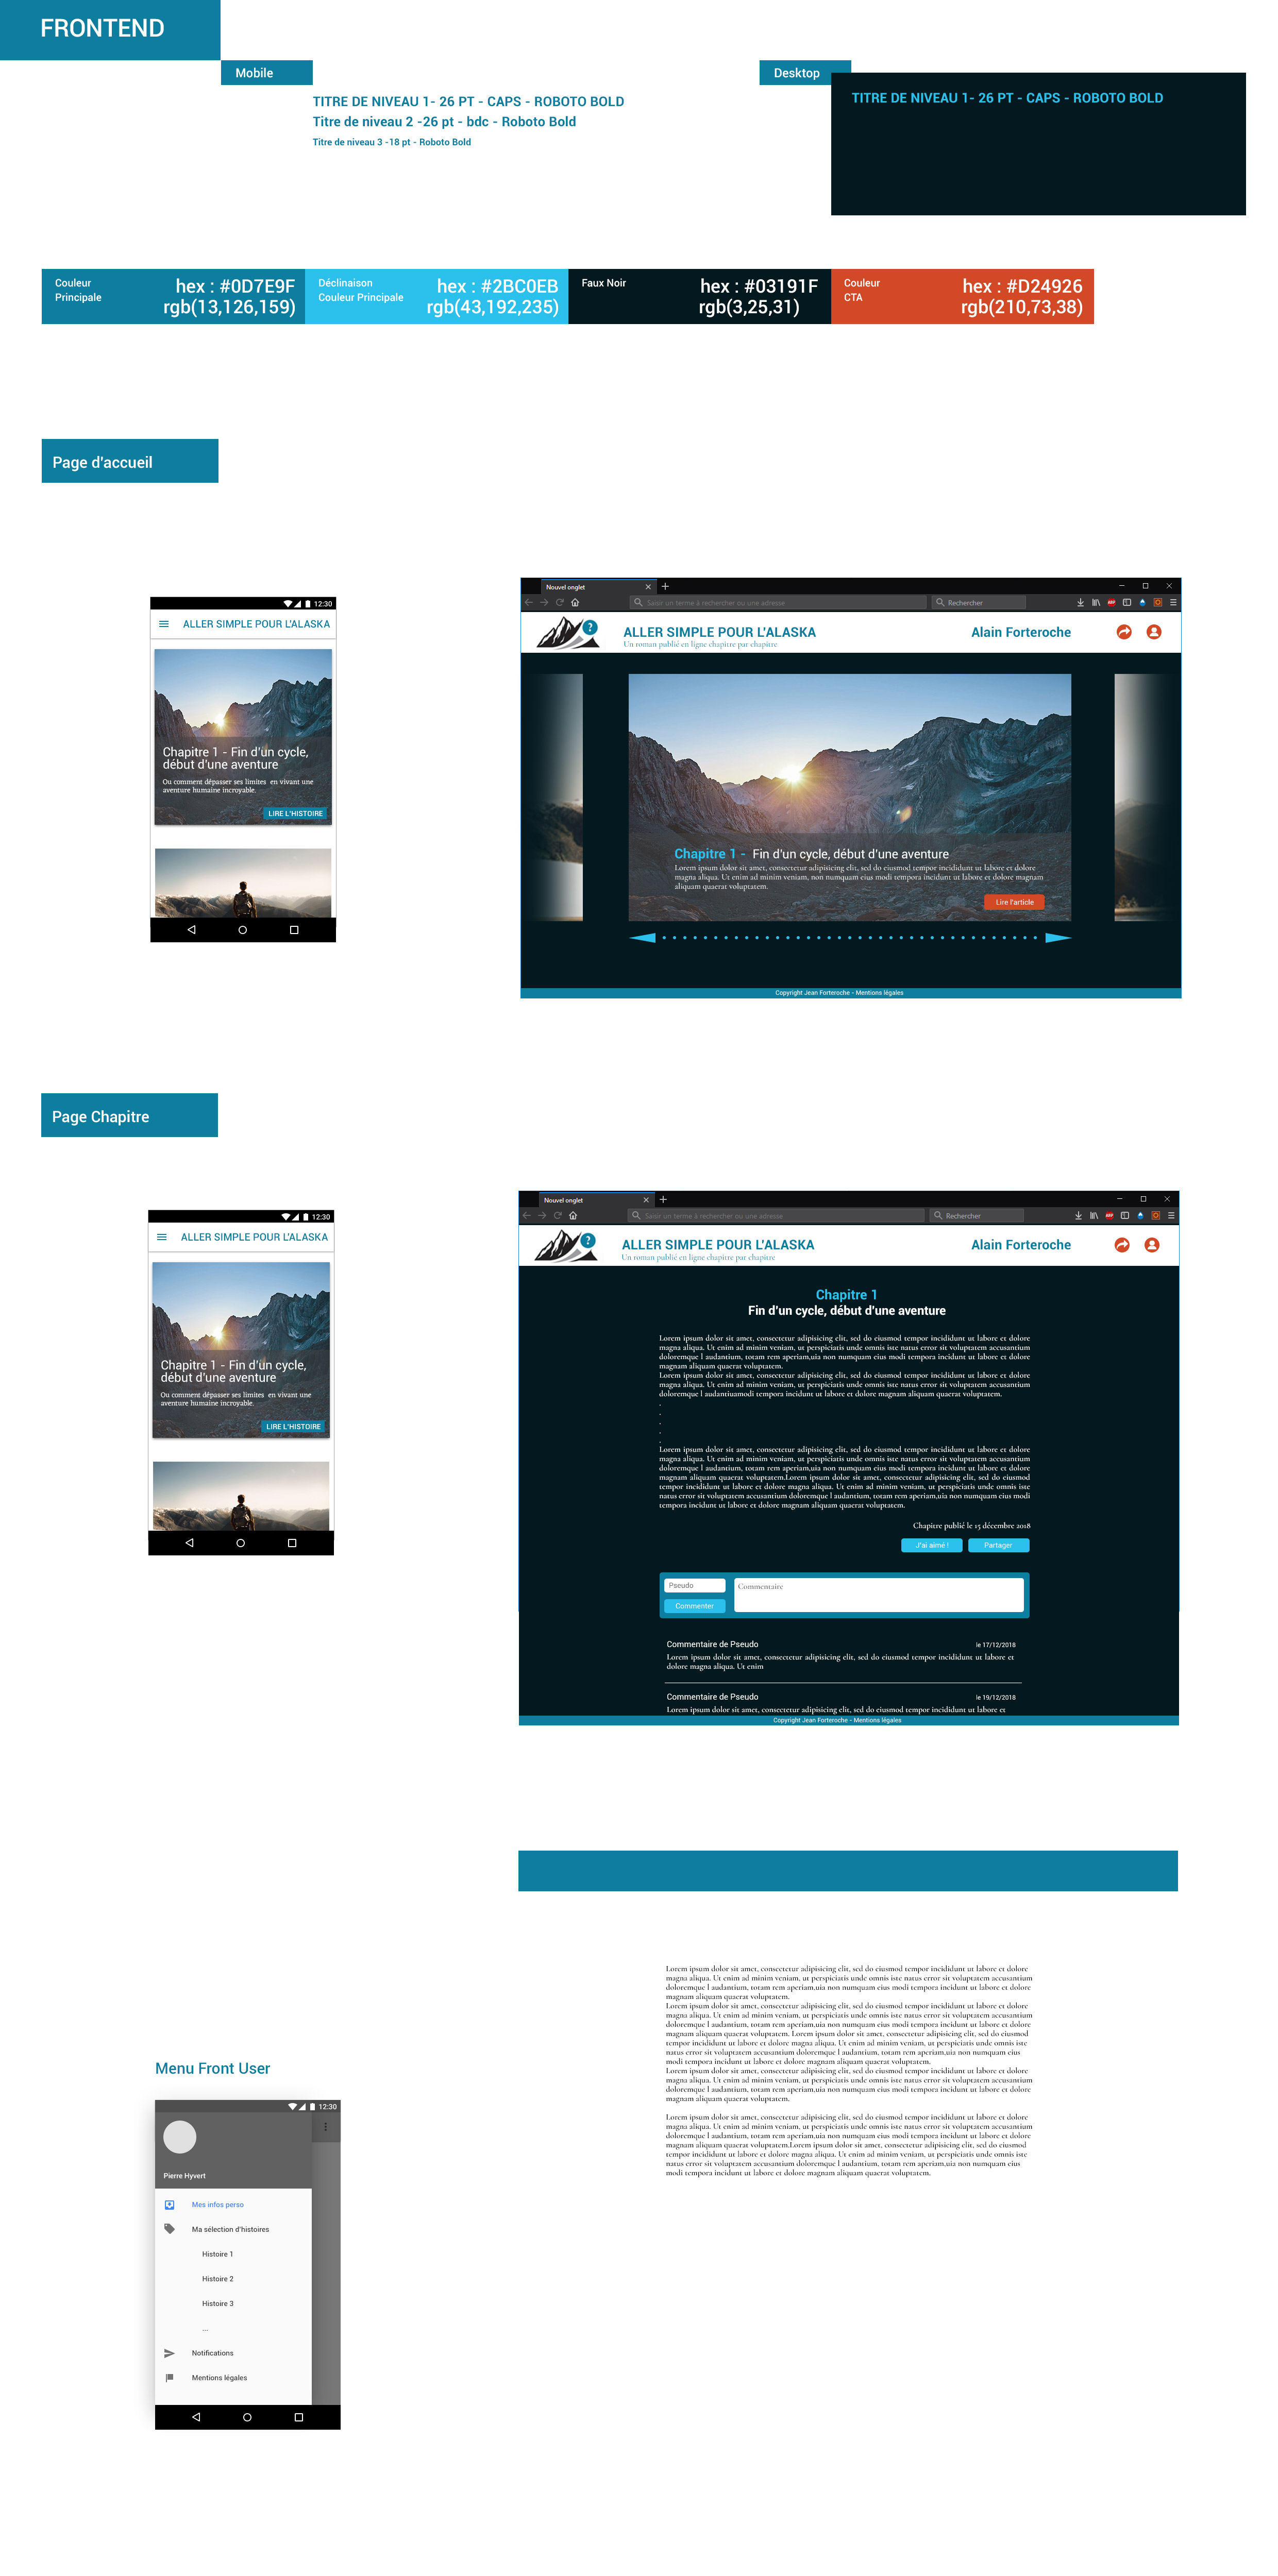 FRONTEND
Mobile
Desktop
TITRE DE NIVEAU 1- 26 PT - CAPS - ROBOTO BOLD
Titre de niveau 2 -26 pt - bdc - Roboto Bold
Titre de niveau 3 -18 pt - Roboto Bold
TITRE DE NIVEAU 1- 26 PT - CAPS - ROBOTO BOLD
Couleur
Principale
hex : #0D7E9F
rgb(13,126,159)
Déclinaison
Couleur Principale
hex : #2BC0EB
rgb(43,192,235)
Faux Noir
hex : #03191F
rgb(3,25,31)
Couleur
CTA
hex : #D24926
rgb(210,73,38)
Page d'accueil
12:30
ALLER SIMPLE POUR L'ALASKA
Chapitre 1 - Fin d'un cycle,
début d'une aventure
Ou comment dépasser ses limites en vivant une
aventure humaine incroyable.
LIRE L'HISTOIRE
Nouvel onglet
Saisir un terme à rechercher ou une adresse
Rechercher
ABP
?
ALLER SIMPLE POUR L'ALASKA
Un roman publié en ligne chapitre par chapitre
Alain Forteroche
Chapitre 1 - Fin d'un cycle, début d'une aventure
Lorem ipsum dolor sit amet, consectetur adipisicing elit, sed do eiusmod tempor incididunt ut labore et dolore
magna aliqua. Ut enim ad minim veniam, non numquam eius modi tempora incidunt ut labore et dolore magnam
aliquam quaerat voluptatem.
Lire l'article
Copyright Jean Forteroche - Mentions légales
Page Chapitre
12:30
ALLER SIMPLE POUR L'ALASKA
Chapitre 1 - Fin d'un cycle,
début d'une aventure
Ou comment dépasser ses limites en vivant une
aventure humaine incroyable.
LIRE L'HISTOIRE
Nouvel onglet
Saisir un terme à rechercher ou une adresse
Rechercher
ABP
?
ALLER SIMPLE POUR L'ALASKA
Un roman publié en ligne chapitre par chapitre
Alain Forteroche
Chapitre 1
Fin d'un cycle, début d'une aventure
Lorem ipsum dolor sit amet, consectetur adipisicing elit, sed do eiusmod tempor incididunt ut labore et dolore
magna aliqua. Ut enim ad minim veniam, ut perspiciatis unde omnis iste natus error sit voluptatem accusantium
doloremque l audantium, totam rem aperiam,uia non numquam eius modi tempora incidunt ut labore et dolore
magnam aliquam quaerat voluptatem.
Lorem ipsum dolor sit amet, consectetur adipisicing elit, sed do eiusmod tempor incididunt ut labore et dolore
magna aliqua. Ut enim ad minim veniam, ut perspiciatis unde omnis iste natus error sit voluptatem accusantium
doloremque l audantiumodi tempora incidunt ut labore et dolore magnam aliquam quaerat voluptatem.
.
.
.
.
.
Lorem ipsum dolor sit amet, consectetur adipisicing elit, sed do eiusmod tempor incididunt ut labore et dolore
magna aliqua. Ut enim ad minim veniam, ut perspiciatis unde omnis iste natus error sit voluptatem accusantium
doloremque l audantium, totam rem aperiam,uia non numquam eius modi tempora incidunt ut labore et dolore
magnam aliquam quaerat voluptatem.Lorem ipsum dolor sit amet, consectetur adipisicing elit, sed do eiusmod
tempor incididunt ut labore et dolore magna aliqua. Ut enim ad minim veniam, ut perspiciatis unde omnis iste
natus error sit voluptatem accusantium doloremque l audantium, totam rem aperiam,uia non numquam eius modi
tempora incidunt ut labore et dolore magnam aliquam quaerat voluptatem.
Chapitre publié le 15 décembre 2018
J'ai aimé !
Partager
Pseudo
Commenter
Commentaire
Commentaire de Pseudo
le 17/12/2018
Lorem ipsum dolor sit amet, consectetur adipisicing elit, sed do eiusmod tempor incididunt ut labore et
dolore magna aliqua. Ut enim
Commentaire de Pseudo
le 19/12/2018
Lorem ipsum dolor sit amet, consectetur adipisicing elit, sed do eiusmod tempor incididunt ut labore et
Copyright Jean Forteroche - Mentions légales
Lorem ipsum dolor sit amet, consectetur adipisicing elit, sed do eiusmod tempor incididunt ut labore et dolore
magna aliqua. Ut enim ad minim veniam, ut perspiciatis unde omnis iste natus error sit voluptatem accusantium
doloremque l audantium, totam rem aperiam,uia non numquam eius modi tempora incidunt ut labore et dolore
magnam aliquam quaerat voluptatem.
Lorem ipsum dolor sit amet, consectetur adipisicing elit, sed do eiusmod tempor incididunt ut labore et dolore
magna aliqua. Ut enim ad minim veniam, ut perspiciatis unde omnis iste natus error sit voluptatem accusantium
doloremque l audantium, totam rem aperiam,uia non numquam eius modi tempora incidunt ut labore et dolore
magnam aliquam quaerat voluptatem. Lorem ipsum dolor sit amet, consectetur adipisicing elit, sed do eiusmod
tempor incididunt ut labore et dolore magna aliqua. Ut enim ad minim veniam, ut perspiciatis unde omnis iste
natus error sit voluptatem accusantium doloremque l audantium, totam rem aperiam,uia non numquam eius
modi tempora incidunt ut labore et dolore magnam aliquam quaerat voluptatem.
Lorem ipsum dolor sit amet, consectetur adipisicing elit, sed do eiusmod tempor incididunt ut labore et dolore
magna aliqua. Ut enim ad minim veniam, ut perspiciatis unde omnis iste natus error sit voluptatem accusantium
doloremque l audantium, totam rem aperiam,uia non numquam eius modi tempora incidunt ut labore et dolore
magnam aliquam quaerat voluptatem.
Lorem ipsum dolor sit amet, consectetur adipisicing elit, sed do eiusmod tempor incididunt ut labore et dolore
magna aliqua. Ut enim ad minim veniam, ut perspiciatis unde omnis iste natus error sit voluptatem accusantium
doloremque l audantium, totam rem aperiam,uia non numquam eius modi tempora incidunt ut labore et dolore
magnam aliquam quaerat voluptatem.Lorem ipsum dolor sit amet, consectetur adipisicing elit, sed do eiusmod
tempor incididunt ut labore et dolore magna aliqua. Ut enim ad minim veniam, ut perspiciatis unde omnis iste
natus error sit voluptatem accusantium doloremque l audantium, totam rem aperiam,uia non numquam eius
modi tempora incidunt ut labore et dolore magnam aliquam quaerat voluptatem.
Menu Front User
12:30
Pierre Hyvert
Mes infos perso
Ma sélection d'histoires
Histoire 1
Histoire 2
Histoire 3
...
Notifications
Mentions légales